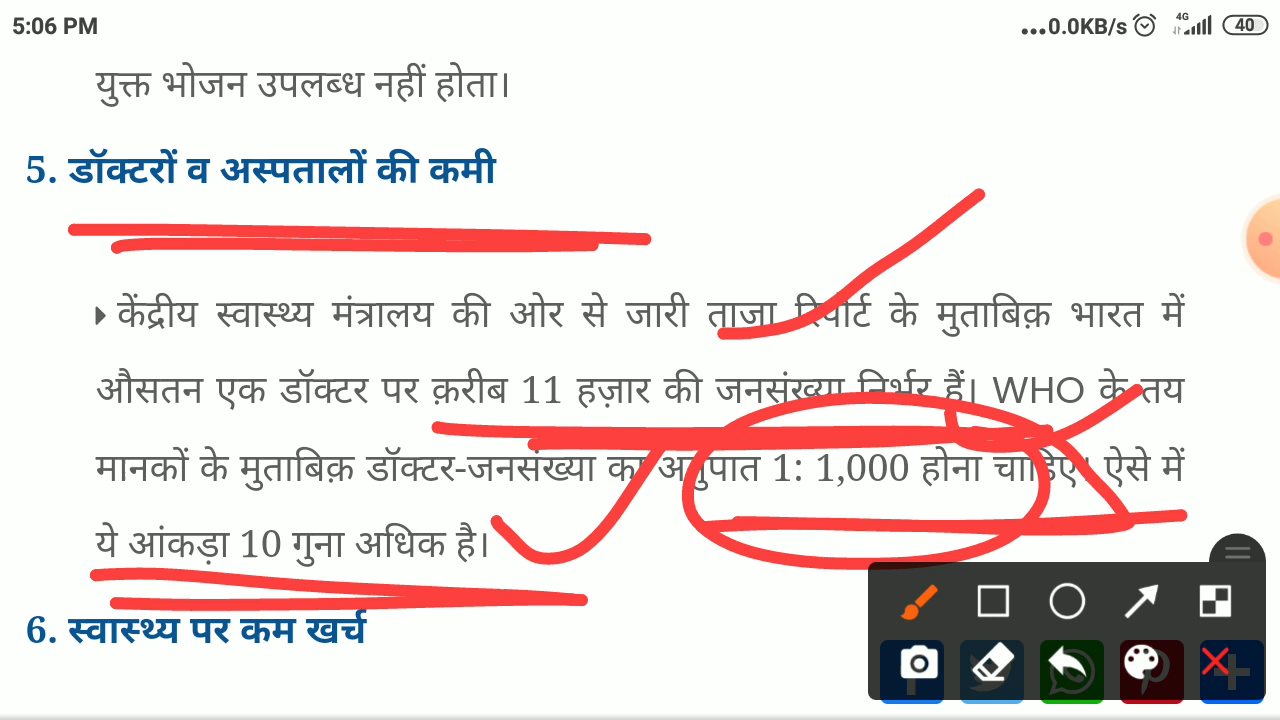 5:06 PM
...0.0KB/s 4G 40
युक्त भोजन उपलब्ध नहीं होता।
5. डॉक्टरों व अस्पतालों की कमी
केंद्रीय स्वास्थ्य मंत्रालय की ओर से जारी ताजा रिपोर्ट के मुताबिक़ भारत में
औसतन एक डॉक्टर पर क़रीब 11 हज़ार की जनसंख्या निर्भर हैं। WHO के तय
मानकों के मुताबिक़ डॉक्टर-जनसंख्या का अनुपात 1: 1,000 होना चाहिए। ऐसे में
ये आंकड़ा 10 गुना अधिक है।
6. स्वास्थ्य पर कम खर्च